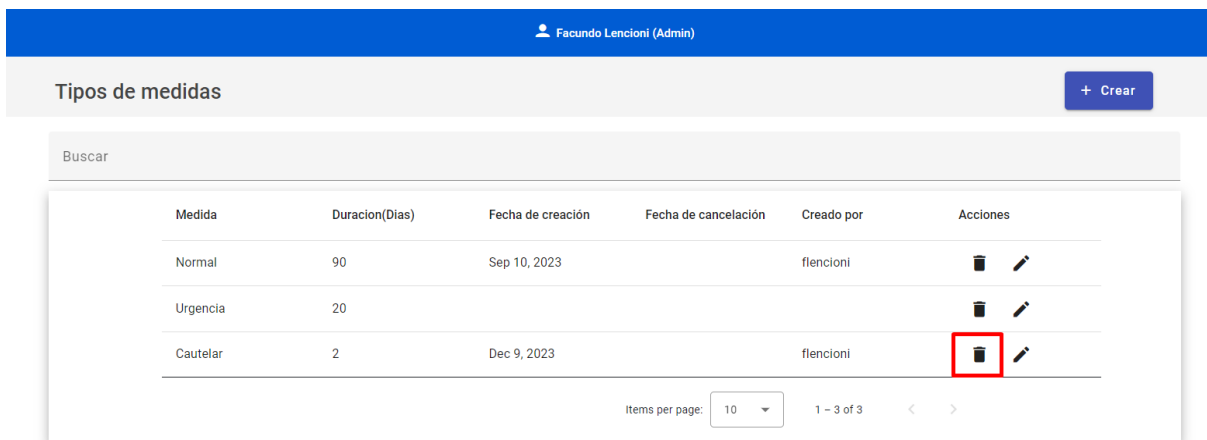 Facundo Lencioni (Admin)
Tipos de medidas
+ Crear
Buscar
Medida Duracion(Dias) Fecha de creación Fecha de cancelación Creado por Acciones
Normal 90 Sep 10, 2023 flencioni
Urgencia 20
Cautelar 2 Dec 9, 2023 flencioni
Items per page: 10 1 – 3 of 3